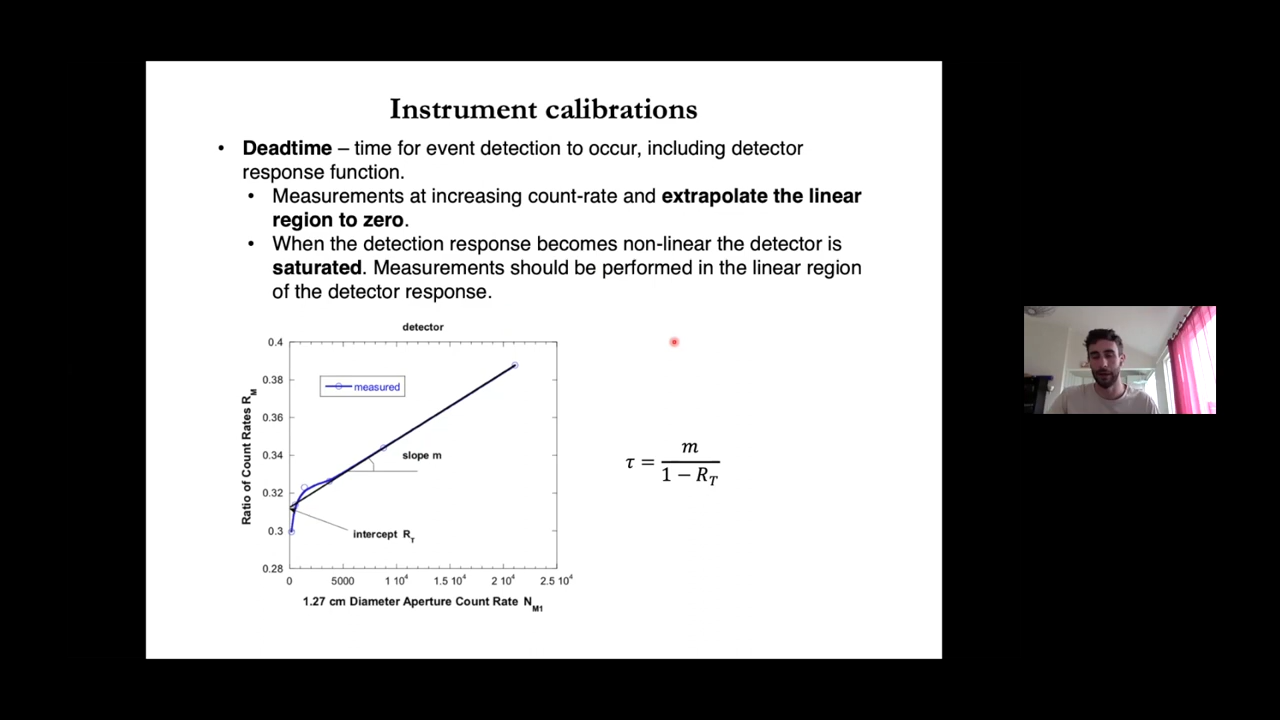 Instrument calibrations
• Deadtime – time for event detection to occur, including detector
response function.
• Measurements at increasing count-rate and extrapolate the linear
region to zero.
• When the detection response becomes non-linear the detector is
saturated. Measurements should be performed in the linear region
of the detector response.
detector
0.4
0.38
0.36
0.34
0.32
0.3
0.28
Ratio of Count Rates R_M
measured
slope m
intercept R_T
0 5000 1 10^4 1.5 10^4 2 10^4 2.5 10^4
1.27 cm Diameter Aperture Count Rate N_M1
τ = m / (1 − R_T)